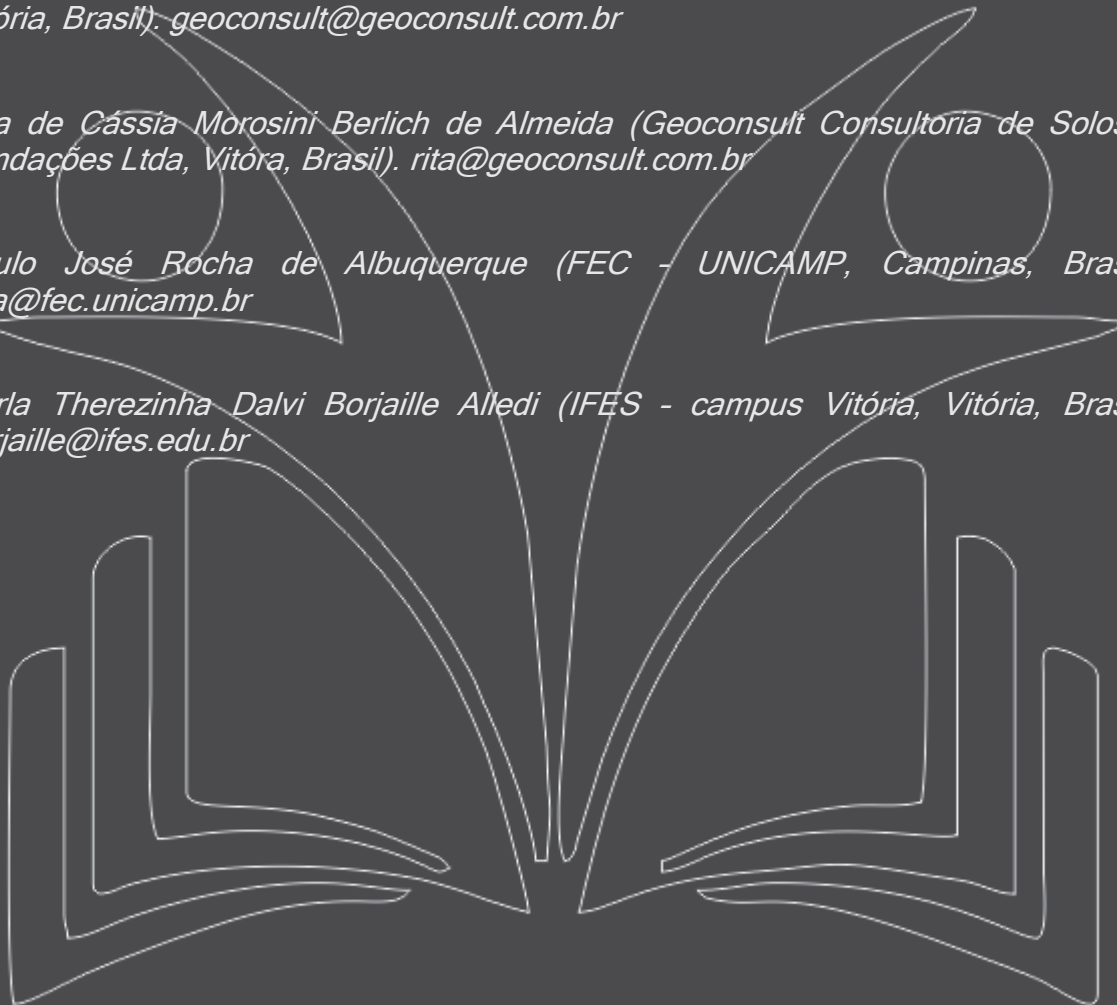 ória, Brasil). geoconsult@geoconsult.com.br
a de Cássia Morosini Berlich de Almeida (Geoconsult Consultoria de Solos
ndações Ltda, Vitóra, Brasil). rita@geoconsult.com.br
ulo José Rocha de Albuquerque (FEC - UNICAMP, Campinas, Bras
a@fec.unicamp.br
rla Therezinha Dalvi Borjaille Alledi (IFES - campus Vitória, Vitória, Bras
rjaille@ifes.edu.br